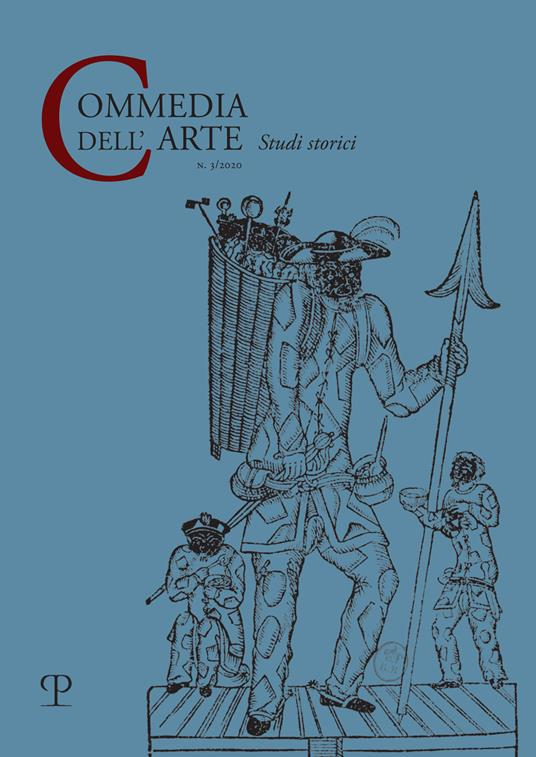 COMMEDIA
DELL' ARTE Studi storici
N. 3/2020